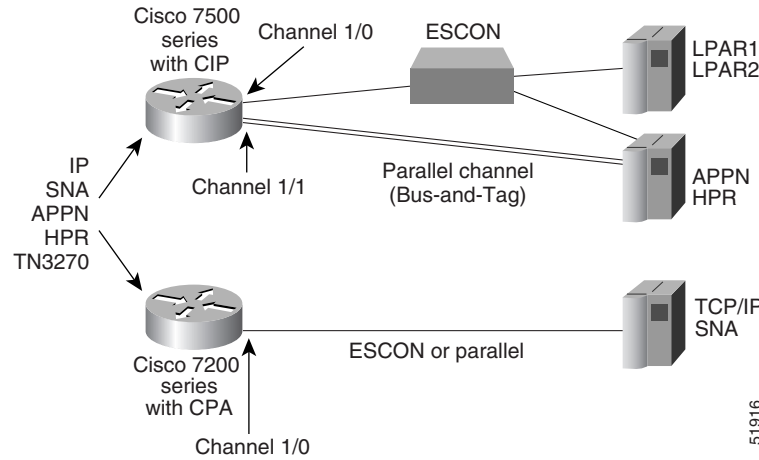 Cisco 7500
series
with CIP
Channel 1/0
ESCON
LPAR1
LPAR2
IP
SNA
APPN
HPR
TN3270
Channel 1/1
Parallel channel
(Bus-and-Tag)
APPN
HPR
Cisco 7200
series
with CPA
ESCON or parallel
TCP/IP
SNA
Channel 1/0
51916